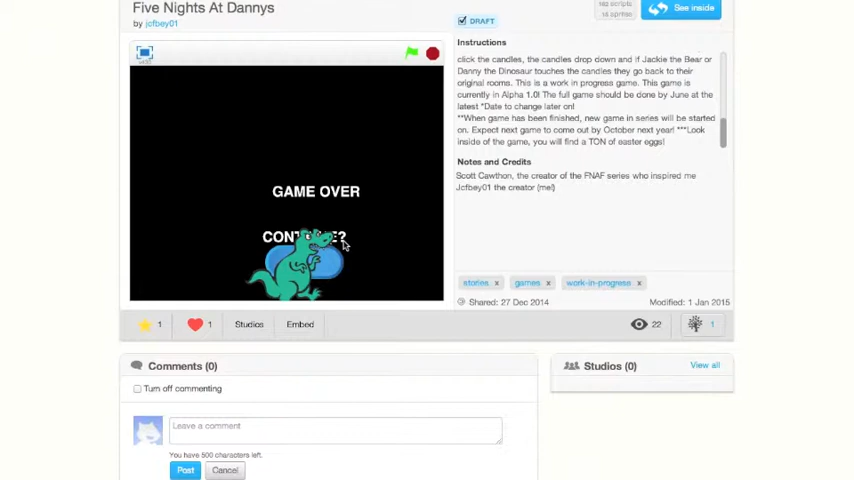 Five Nights At Dannys
by jcfbey01
DRAFT
See inside
Instructions
click the candles, the candles drop down and if Jackie the Bear or
Danny the Dinosaur touches the candles they go back to their
original rooms. This is a work in progress game. This game is
currently in Alpha 1.0! The full game should be done by June at the
latest *Date to change later on!
**When game has been finished, new game in series will be started
on. Expect next game to come out by October next year! ***Look
inside of the game, you will find a TON of easter eggs!
Notes and Credits
Scott Cawthon, the creator of the FNAF series who inspired me
Jcfbey01 the creator (me!)
GAME OVER
stories x games x work-in-progress x
Shared: 27 Dec 2014 Modified: 1 Jan 2015
1 1 Studios Embed 22 1
Comments (0)
Studios (0) View all
Turn off commenting
Leave a comment
You have 500 characters left.
Post Cancel